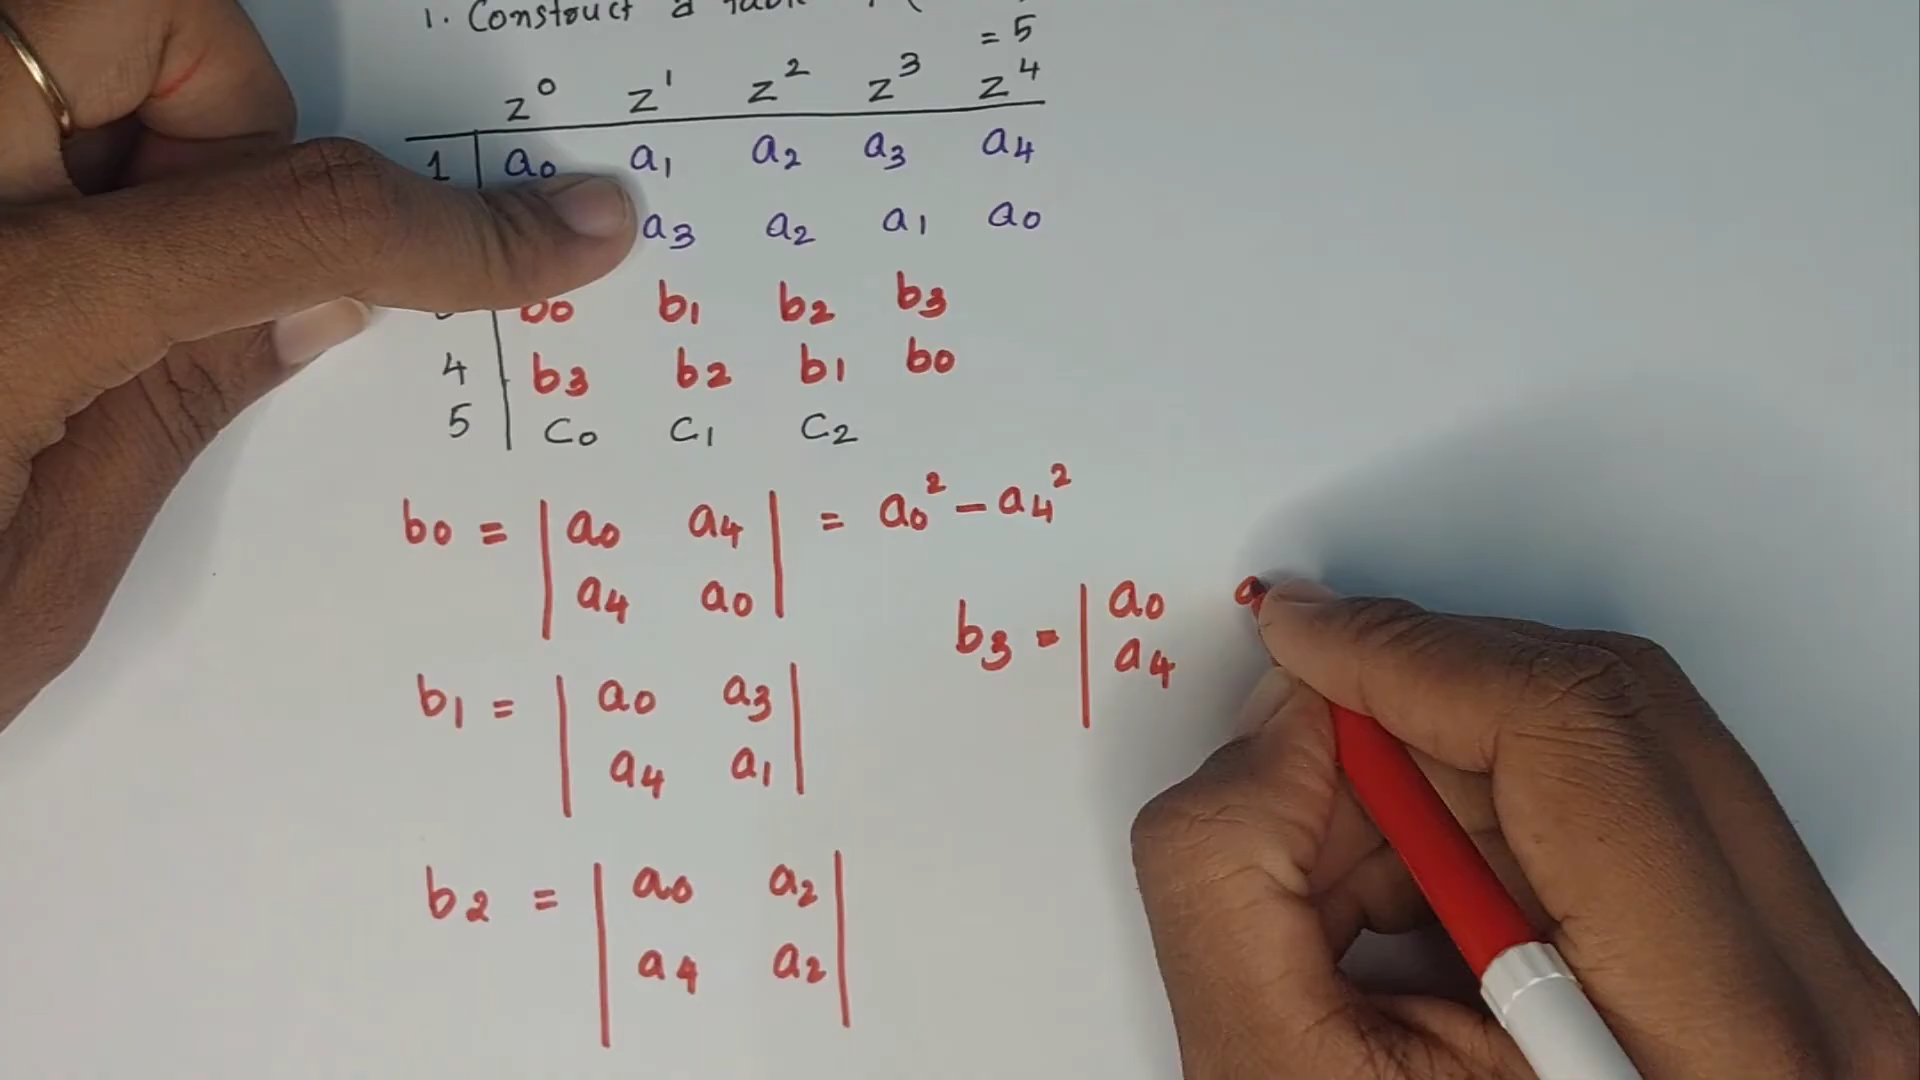 1. Construct a
= 5
z⁰ z¹ z² z³ z⁴
1 a0 a1 a2 a3 a4
a3 a2 a1 a0
b0 b1 b2 b3
4 b3 b2 b1 b0
5 c0 c1 c2
b0 = | a0 a4 | = a0² - a4²
| a4 a0 |
b1 = | a0 a3 |
| a4 a1 |
b2 = | a0 a2 |
| a4 a2 |
b3 = | a0 a
| a4